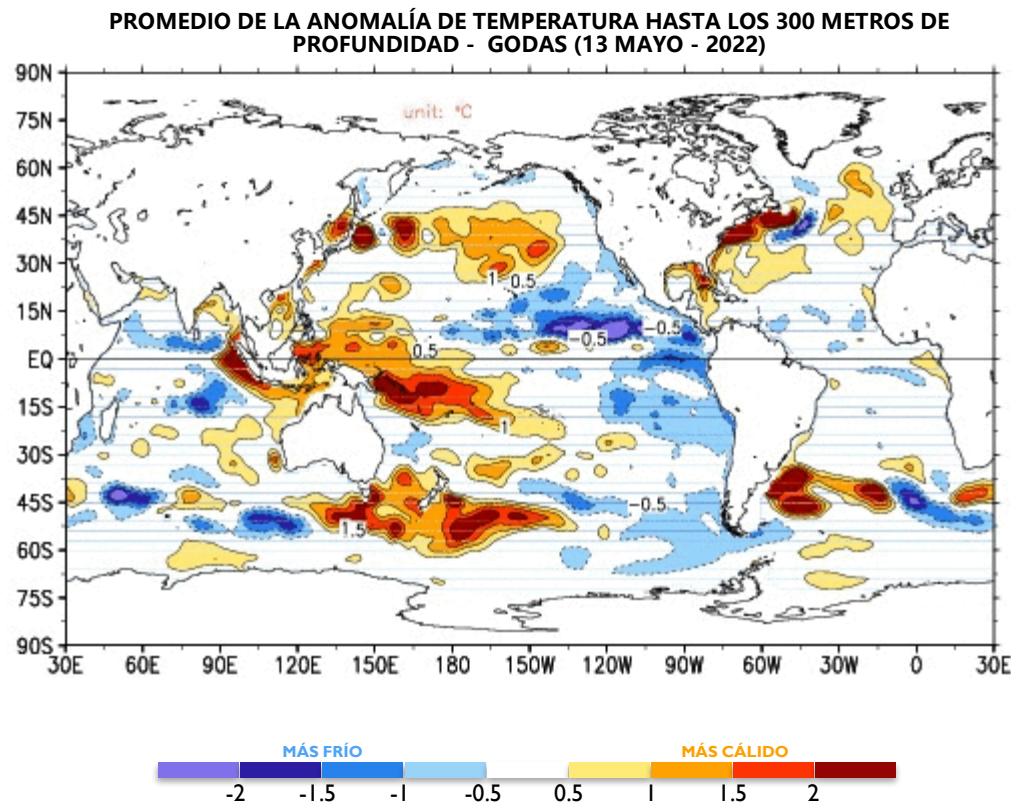 PROMEDIO DE LA ANOMALÍA DE TEMPERATURA HASTA LOS 300 METROS DE
PROFUNDIDAD - GODAS (13 MAYO - 2022)
90N
unit: °C
75N
60N
45N
30N
1 0.5
15N
-0.5
-0.5
0.5
EQ
15S
1
30S
45S
-0.5
1.5
60S
75S
90S
30E 60E 90E 120E 150E 180 150W 120W 90W 60W 30W 0 30E
MÁS FRÍO MÁS CÁLIDO
-2 -1.5 -1 -0.5 0.5 1 1.5 2